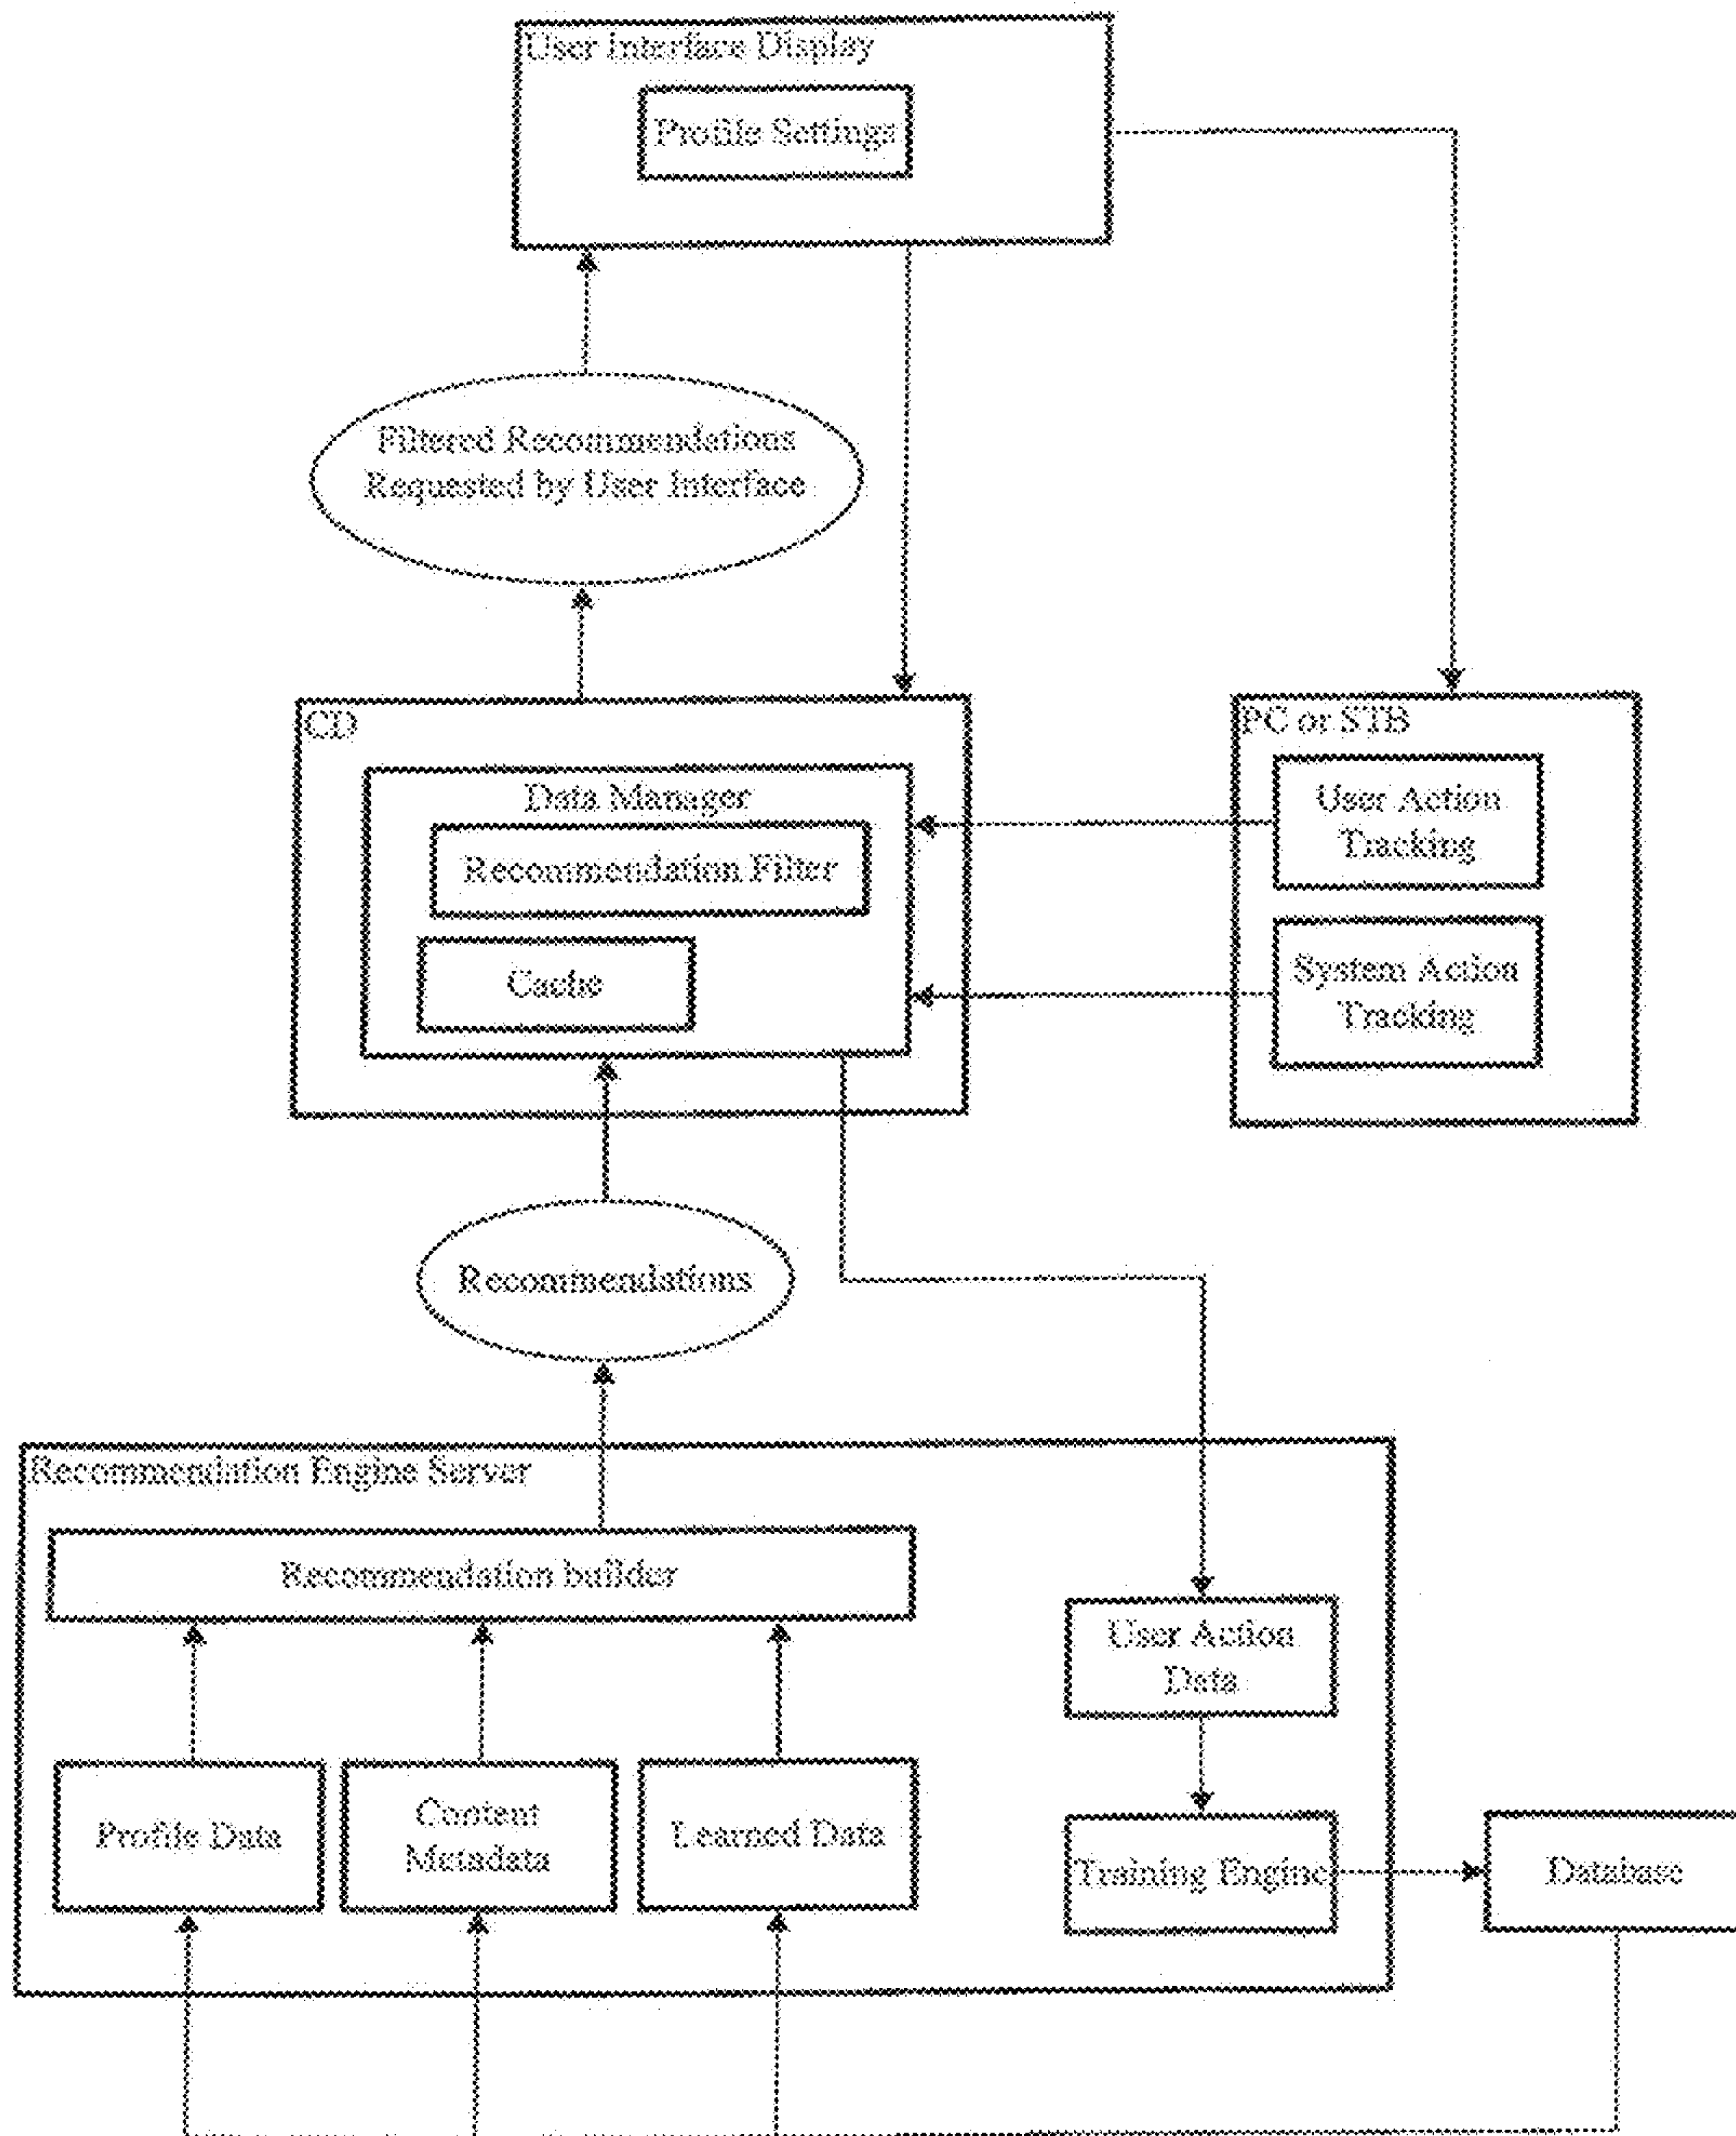 User Interface Display
Profile Settings
Filtered Recommendations
Requested by User Interface
CD
Data Manager
Recommendation Filter
Cache
PC or STB
User Action
Tracking
System Action
Tracking
Recommendations
Recommendation Engine Server
Recommendation builder
User Action
Data
Profile Data
Content
Metadata
Learned Data
Training Engine
Database